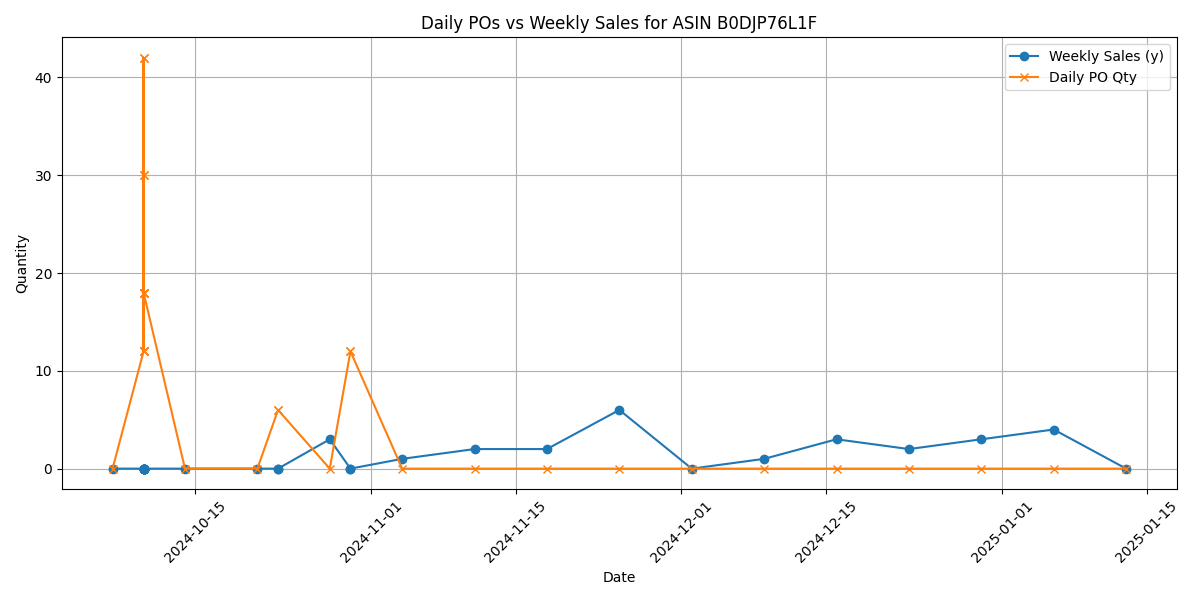 Daily POs vs Weekly Sales for ASIN B0DJP76L1F
Weekly Sales (y)
Daily PO Qty
Quantity
40
30
20
10
0
2024-10-15
2024-11-01
2024-11-15
2024-12-01
2024-12-15
2025-01-01
2025-01-15
Date